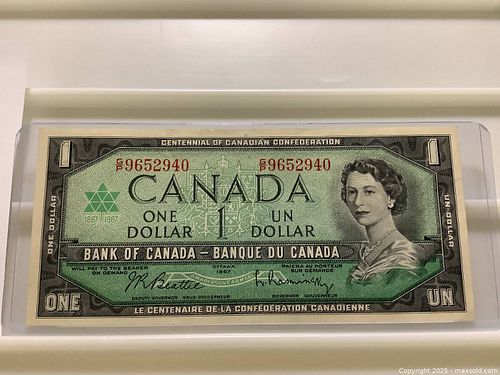 CENTENNIAL OF CANADIAN CONFEDERATION
1
1
G/P 9652940
G/P 9652940
CANADA
1867 1967
ONE DOLLAR
ONE
DOLLAR
1
UN
DOLLAR
UN DOLLAR
BANK OF CANADA – BANQUE DU CANADA
WILL PAY TO THE BEARER
ON DEMAND
OTTAWA
1967
PAIERA AU PORTEUR
SUR DEMANDE
J.R. Beattie
L. Rasminsky
DEPUTY GOVERNOR SOUS-GOUVERNEUR
GOVERNOR GOUVERNEUR
ONE
UN
LE CENTENAIRE DE LA CONFÉDÉRATION CANADIENNE
Copyright 2025 - maxsold.com